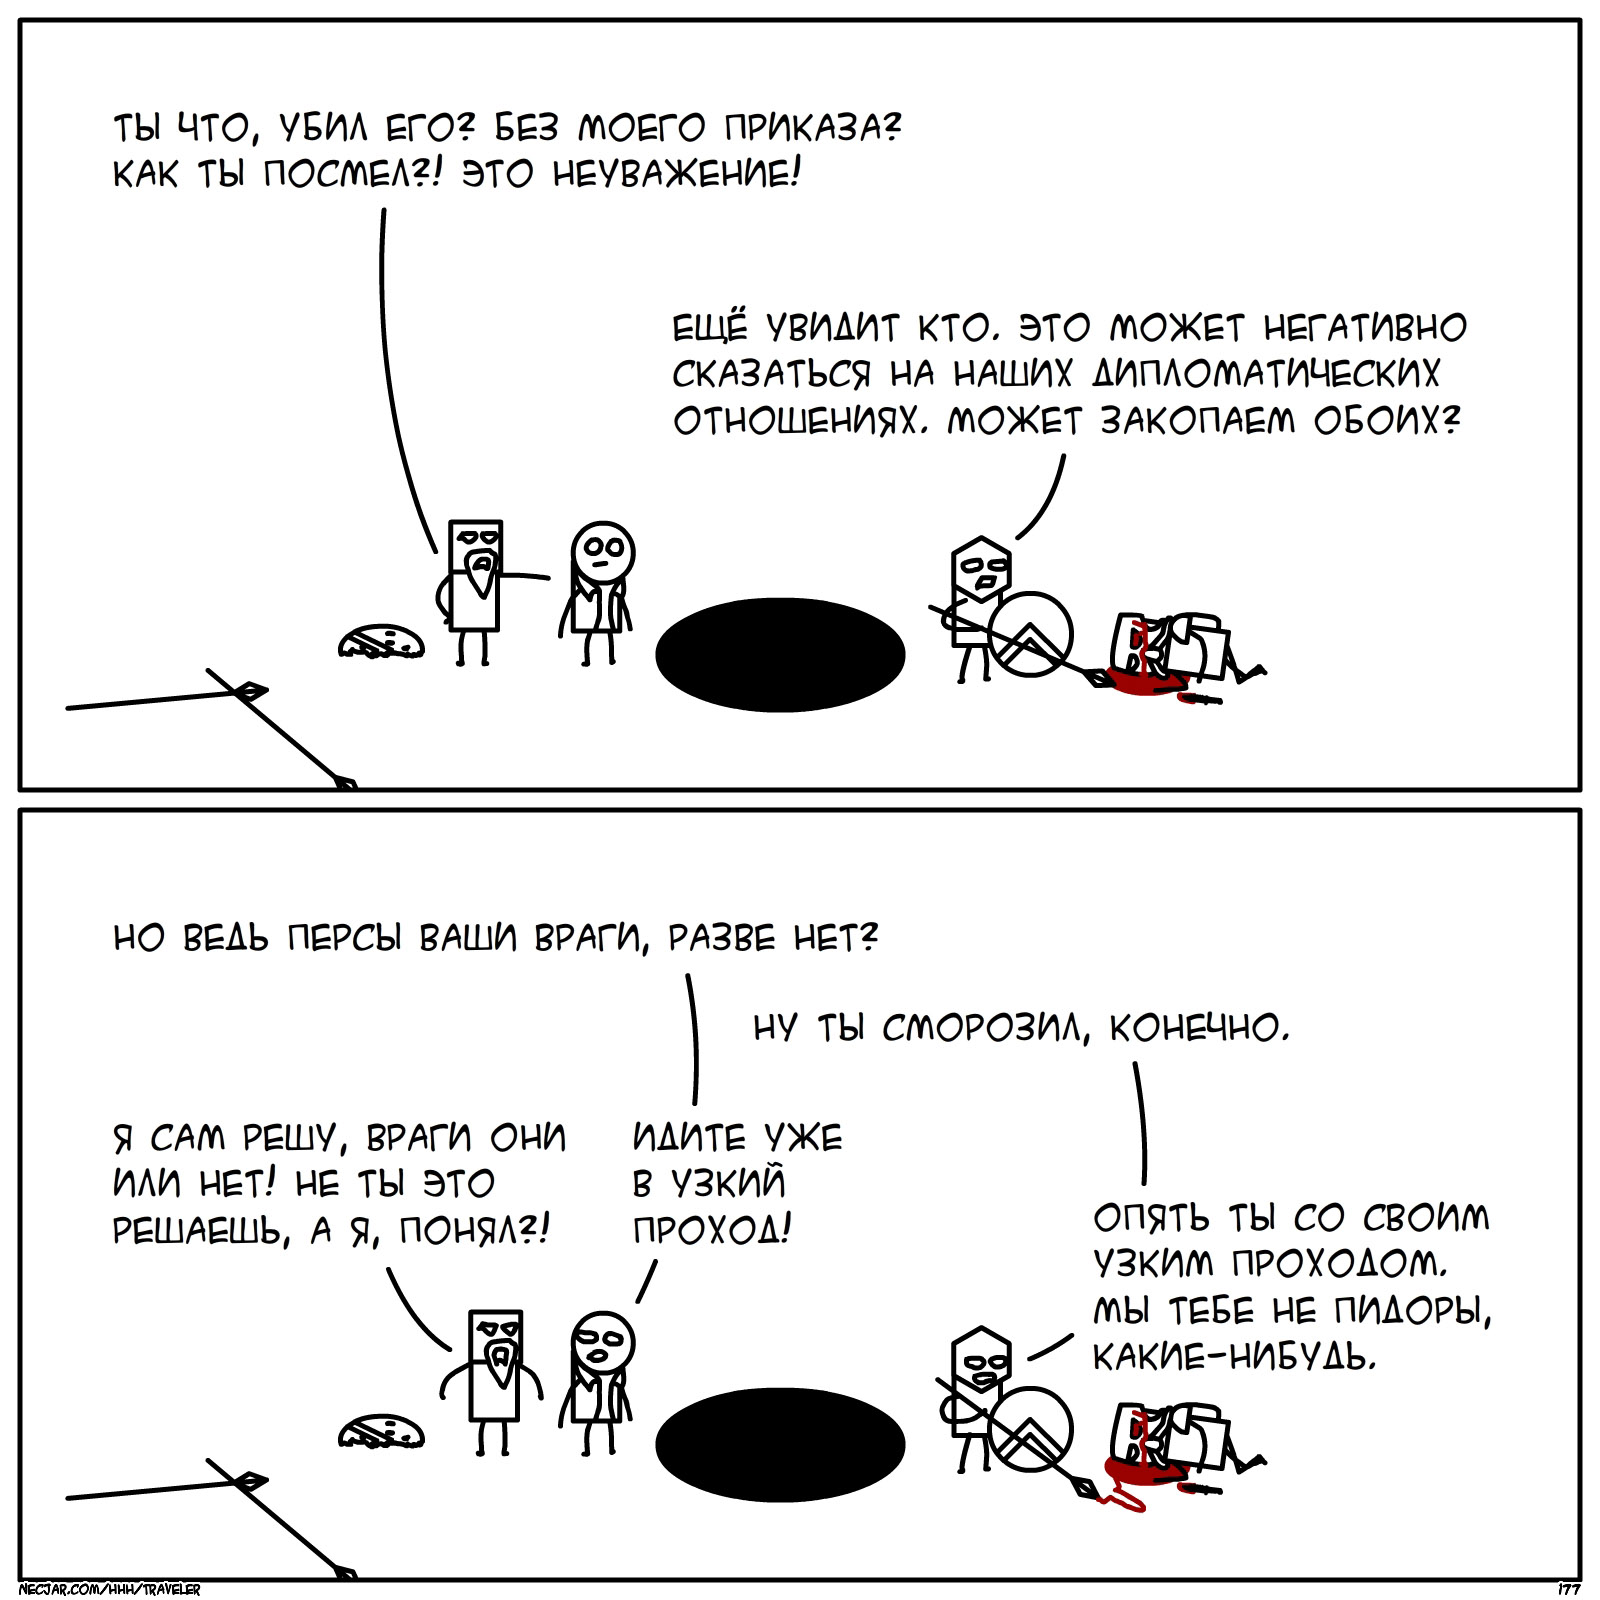 ТЫ ЧТО, УБИЛ ЕГО? БЕЗ МОЕГО ПРИКАЗА?
КАК ТЫ ПОСМЕЛ?! ЭТО НЕУВАЖЕНИЕ!
ЕЩЁ УВИДИТ КТО. ЭТО МОЖЕТ НЕГАТИВНО
СКАЗАТЬСЯ НА НАШИХ ДИПЛОМАТИЧЕСКИХ
ОТНОШЕНИЯХ. МОЖЕТ ЗАКОПАЕМ ОБОИХ?
НО ВЕДЬ ПЕРСЫ ВАШИ ВРАГИ, РАЗВЕ НЕТ?
НУ ТЫ СМОРОЗИЛ, КОНЕЧНО.
Я САМ РЕШУ, ВРАГИ ОНИ
ИЛИ НЕТ! НЕ ТЫ ЭТО
РЕШАЕШЬ, А Я, ПОНЯЛ?!
ИДИТЕ УЖЕ
В УЗКИЙ
ПРОХОД!
ОПЯТЬ ТЫ СО СВОИМ
УЗКИМ ПРОХОДОМ.
МЫ ТЕБЕ НЕ ПИДОРЫ,
КАКИЕ-НИБУДЬ.
NECJAR.COM/HHH/TRAVELER
177